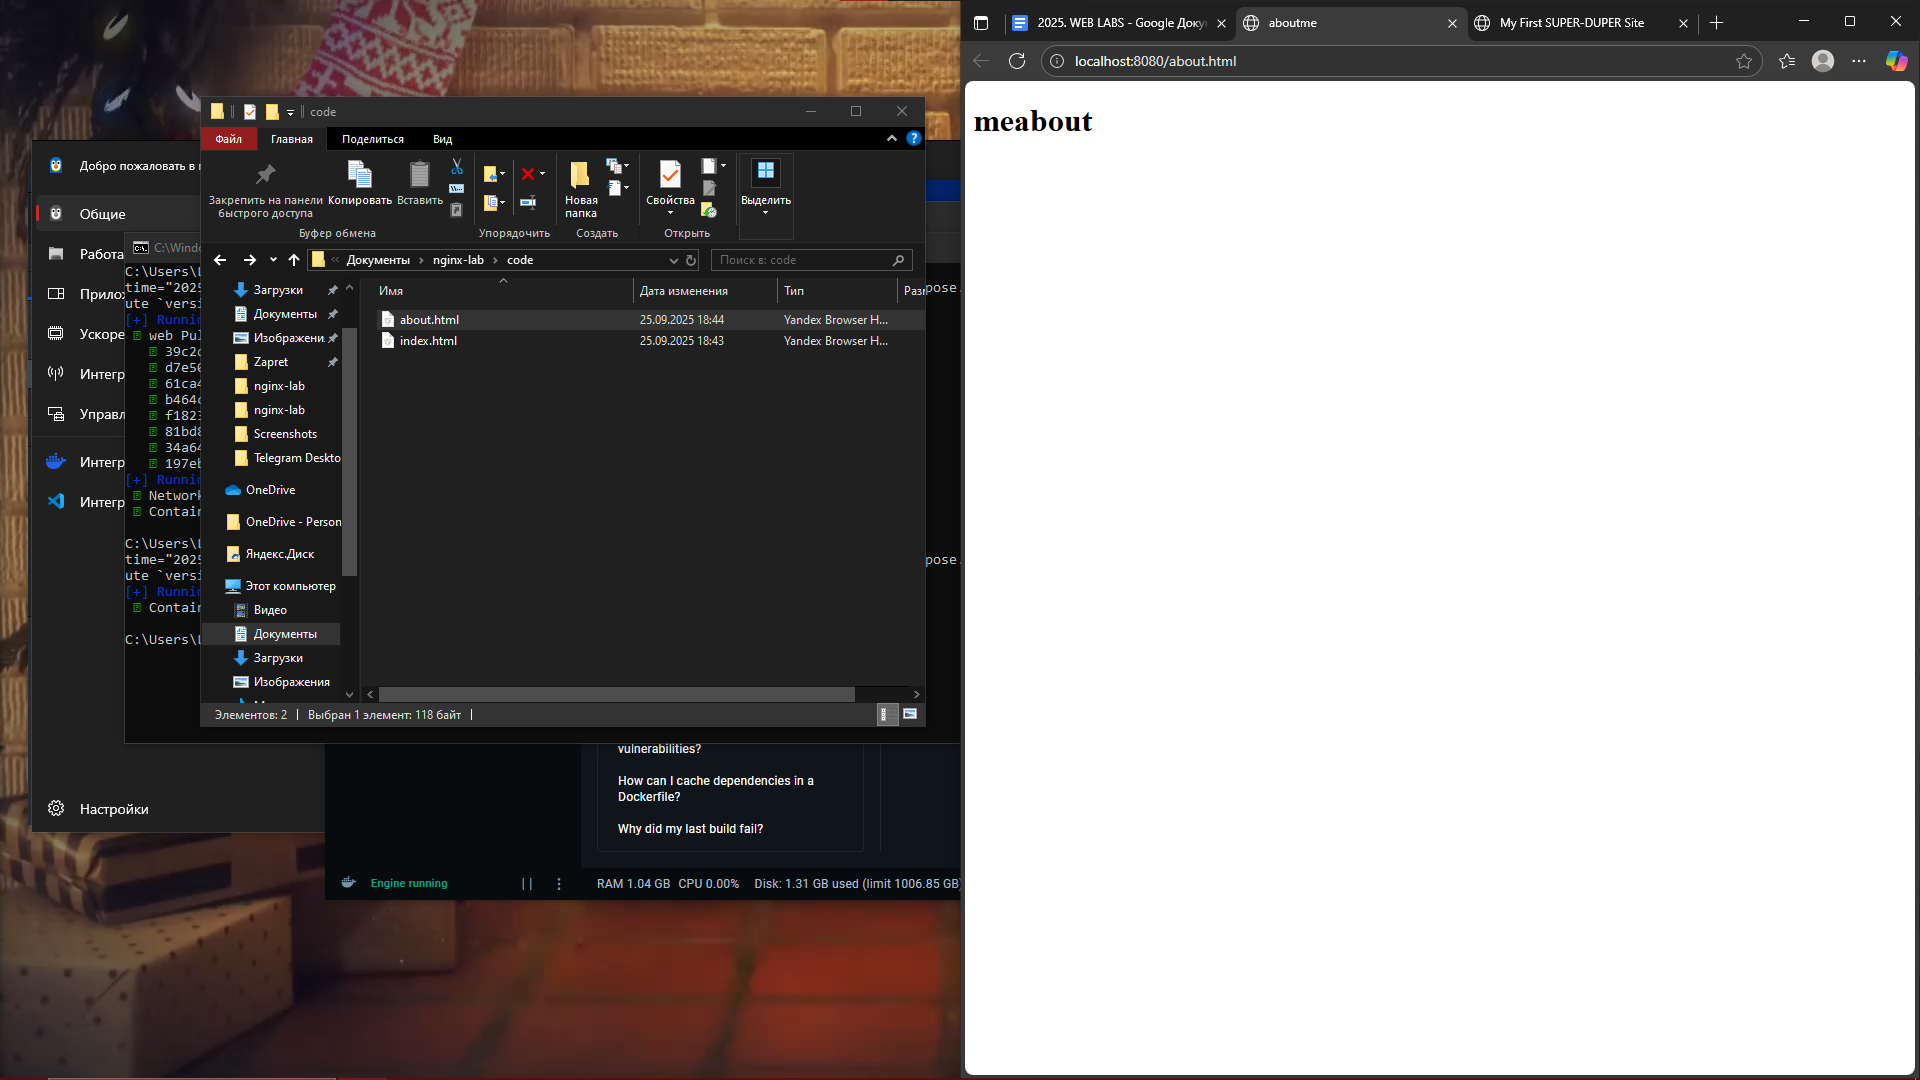 2025. WEB LABS - Google Доку
aboutme
My First SUPER-DUPER Site
localhost:8080/about.html
meabout
code
Файл
Главная
Поделиться
Вид
Закрепить на панели быстрого доступа
Копировать
Вставить
Буфер обмена
Упорядочить
Новая папка
Создать
Свойства
Открыть
Выделить
Документы
nginx-lab
code
Поиск в: code
Имя
Дата изменения
Тип
about.html 25.09.2025 18:44 Yandex Browser H...
index.html 25.09.2025 18:43 Yandex Browser H...
Загрузки
Документы
Изображени
Zapret
nginx-lab
nginx-lab
Screenshots
Telegram Deskto
OneDrive
OneDrive - Person
Яндекс.Диск
Этот компьютер
Видео
Документы
Загрузки
Изображения
Элементов: 2
Выбран 1 элемент: 118 байт
Добро пожаловать в
Общие
Работа
Прило
Ускоре
Интегр
Управл
Интегр
Интегр
Настройки
C:\Windo
C:\Users\
time="2025
ute `versi
[+] Runnin
web Pul
39c2
d7e5
61ca
b464
f182
81bd
34a6
197e
[+] Runnin
Network
Contain
C:\Users\
time="2025
ute `versi
[+] Runnin
Contain
C:\Users\
pose.
pose.
vulnerabilities?
How can I cache dependencies in a Dockerfile?
Why did my last build fail?
Engine running
RAM 1.04 GB CPU 0.00% Disk: 1.31 GB used (limit 1006.85 GB)